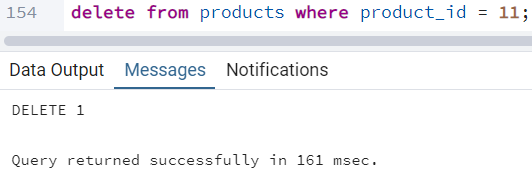 154 delete from products where product_id = 11;
Data Output Messages Notifications
DELETE 1
Query returned successfully in 161 msec.